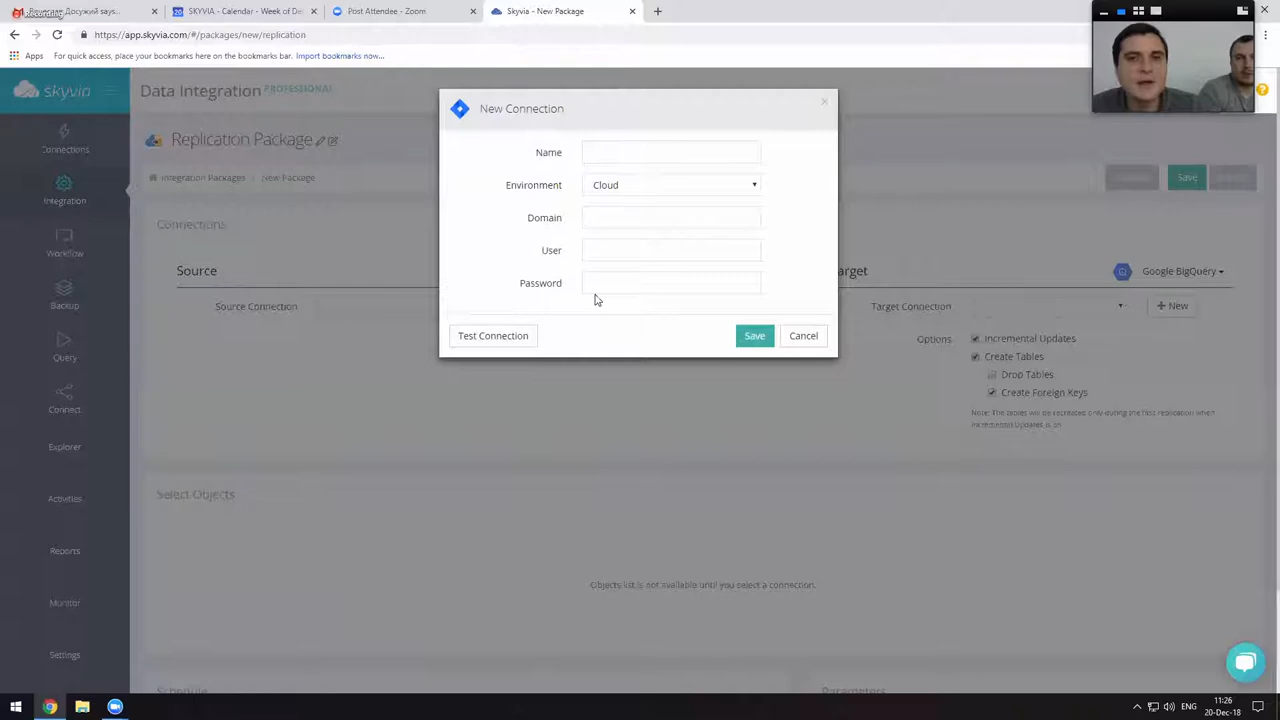 Recording
Досужий says..
SKYVIA - Calendar - Week of De
Post Attendee - Zoom
Skyvia - New Package
https://app.skyvia.com/#/packages/new/replication
Apps
For quick access, place your bookmarks here on the bookmarks bar.
Import bookmarks now...
skyvia
Data Integration
PROFESSIONAL
New Connection
Connections
Replication Package
Name
Environment
Cloud
Integration Packages
New Package
Save
Integration
Domain
Connections
User
Workflow
Source
Target
Google BigQuery
Password
Backup
Source Connection
Target Connection
New
Test Connection
Save
Cancel
Options
Incremental Updates
Query
Create Tables
Drop Tables
Create Foreign Keys
Connect
Note: The tables will be recreated only during the first replication when
Incremental Updates is on
Explorer
Select Objects
Activities
Reports
Objects list is not available until you select a connection.
Monitor
Settings
Schedule
Parameters
ENG
11:26
20-Dec-18